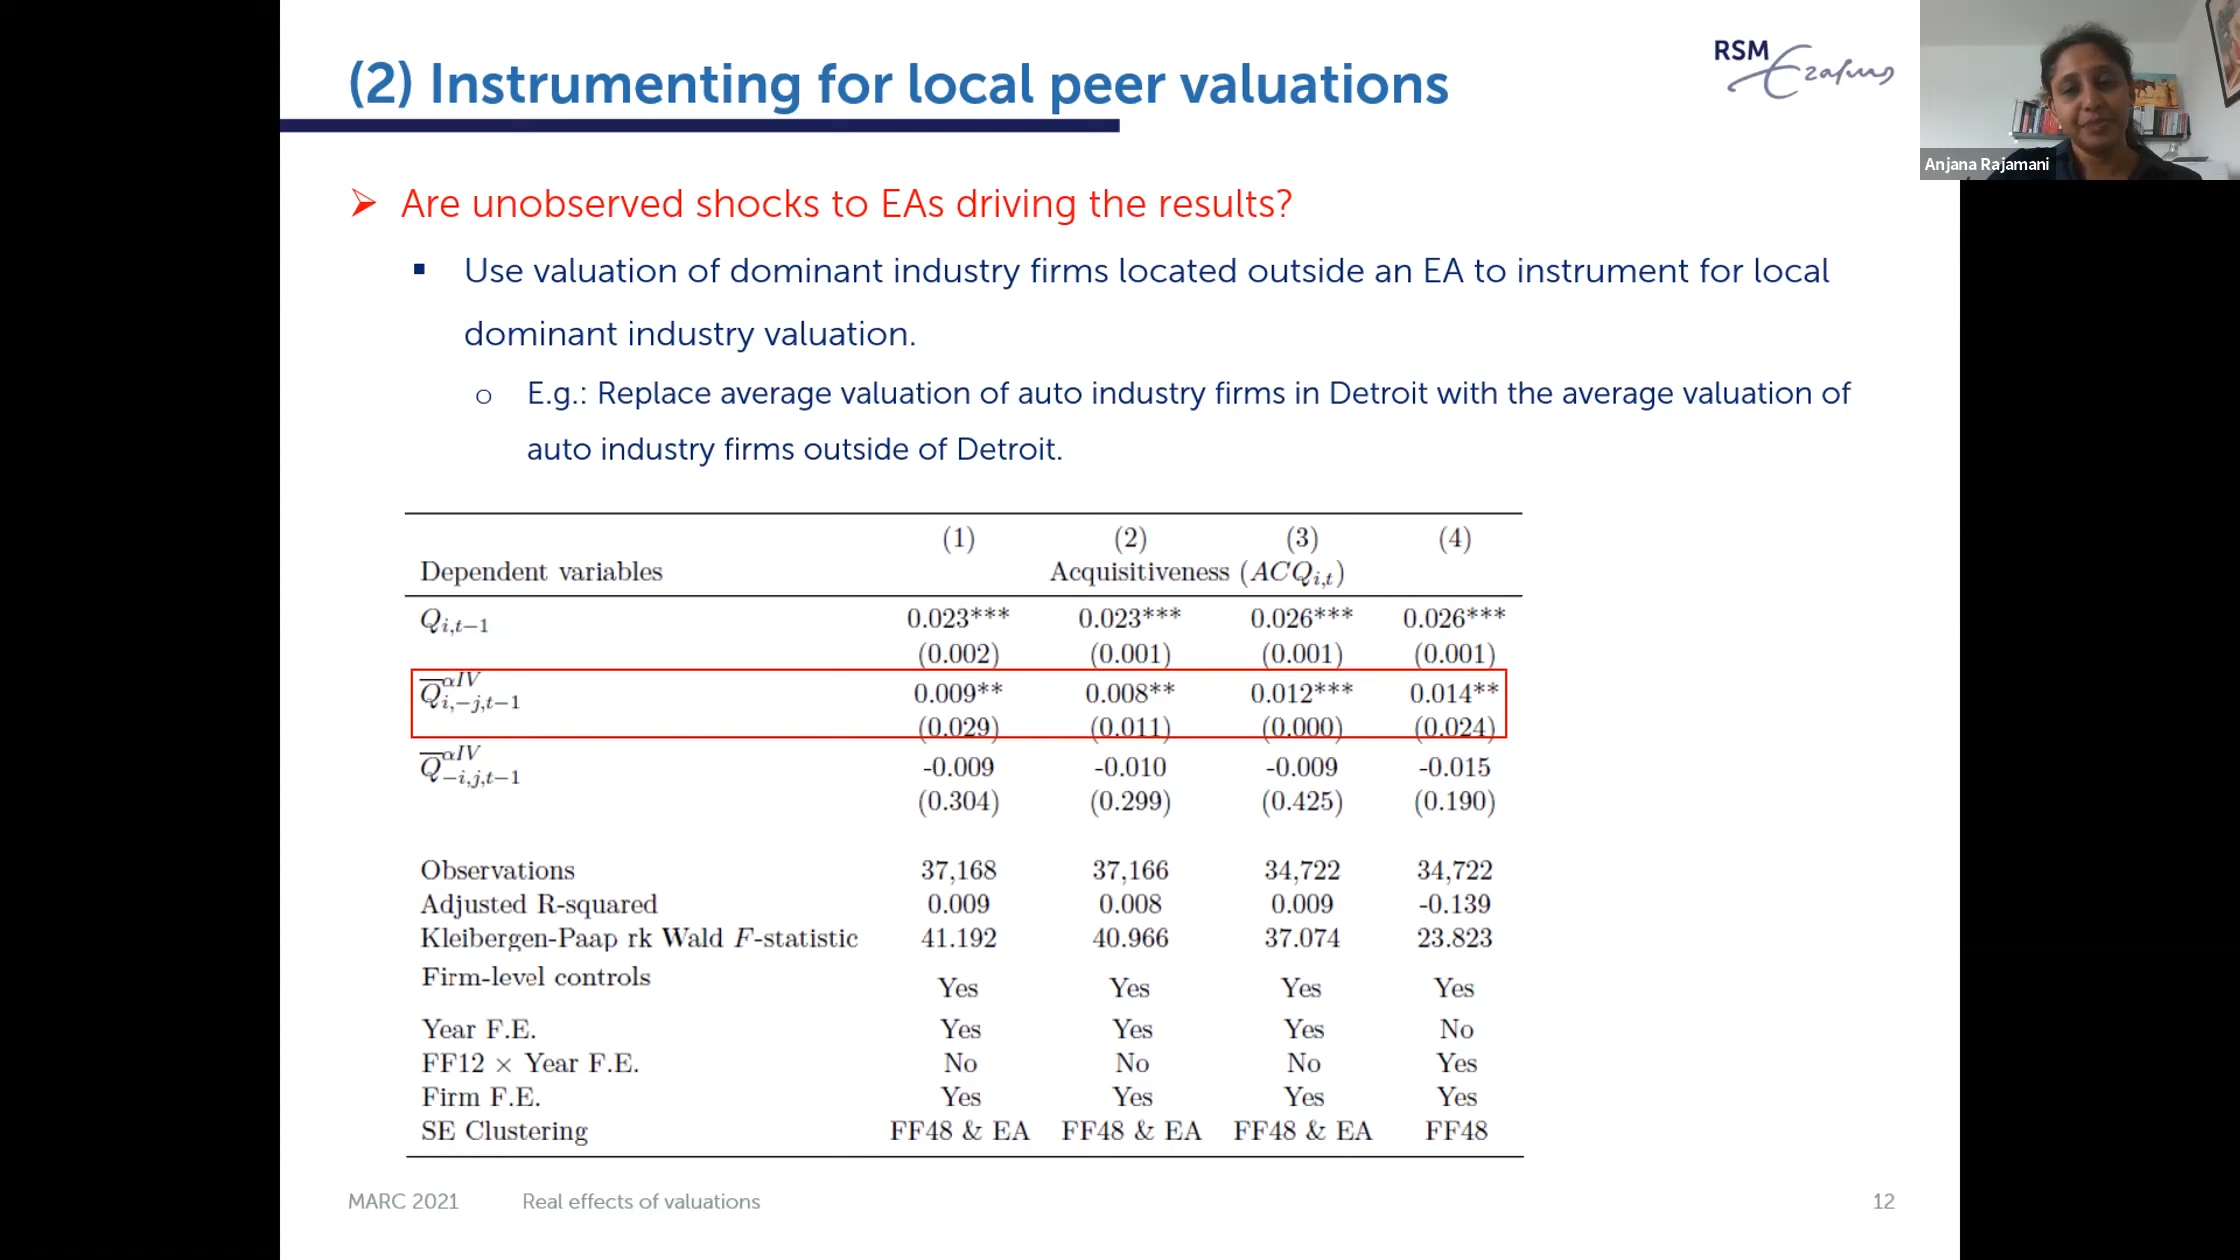 (2) Instrumenting for local peer valuations
RSM
Erasmus
Anjana Rajamani
➢ Are unobserved shocks to EAs driving the results?
▪ Use valuation of dominant industry firms located outside an EA to instrument for local
dominant industry valuation.
o E.g.: Replace average valuation of auto industry firms in Detroit with the average valuation of
auto industry firms outside of Detroit.
(1) (2) (3) (4)
Dependent variables Acquisitiveness (ACQi,t)
Qi,t−1 0.023*** 0.023*** 0.026*** 0.026***
(0.002) (0.001) (0.001) (0.001)
Q̅αIVi,−j,t−1 0.009** 0.008** 0.012*** 0.014**
(0.029) (0.011) (0.000) (0.024)
Q̅αIV−i,j,t−1 -0.009 -0.010 -0.009 -0.015
(0.304) (0.299) (0.425) (0.190)
Observations 37,168 37,166 34,722 34,722
Adjusted R-squared 0.009 0.008 0.009 -0.139
Kleibergen-Paap rk Wald F-statistic 41.192 40.966 37.074 23.823
Firm-level controls Yes Yes Yes Yes
Year F.E. Yes Yes Yes No
FF12 × Year F.E. No No No Yes
Firm F.E. Yes Yes Yes Yes
SE Clustering FF48 & EA FF48 & EA FF48 & EA FF48
MARC 2021 Real effects of valuations 12